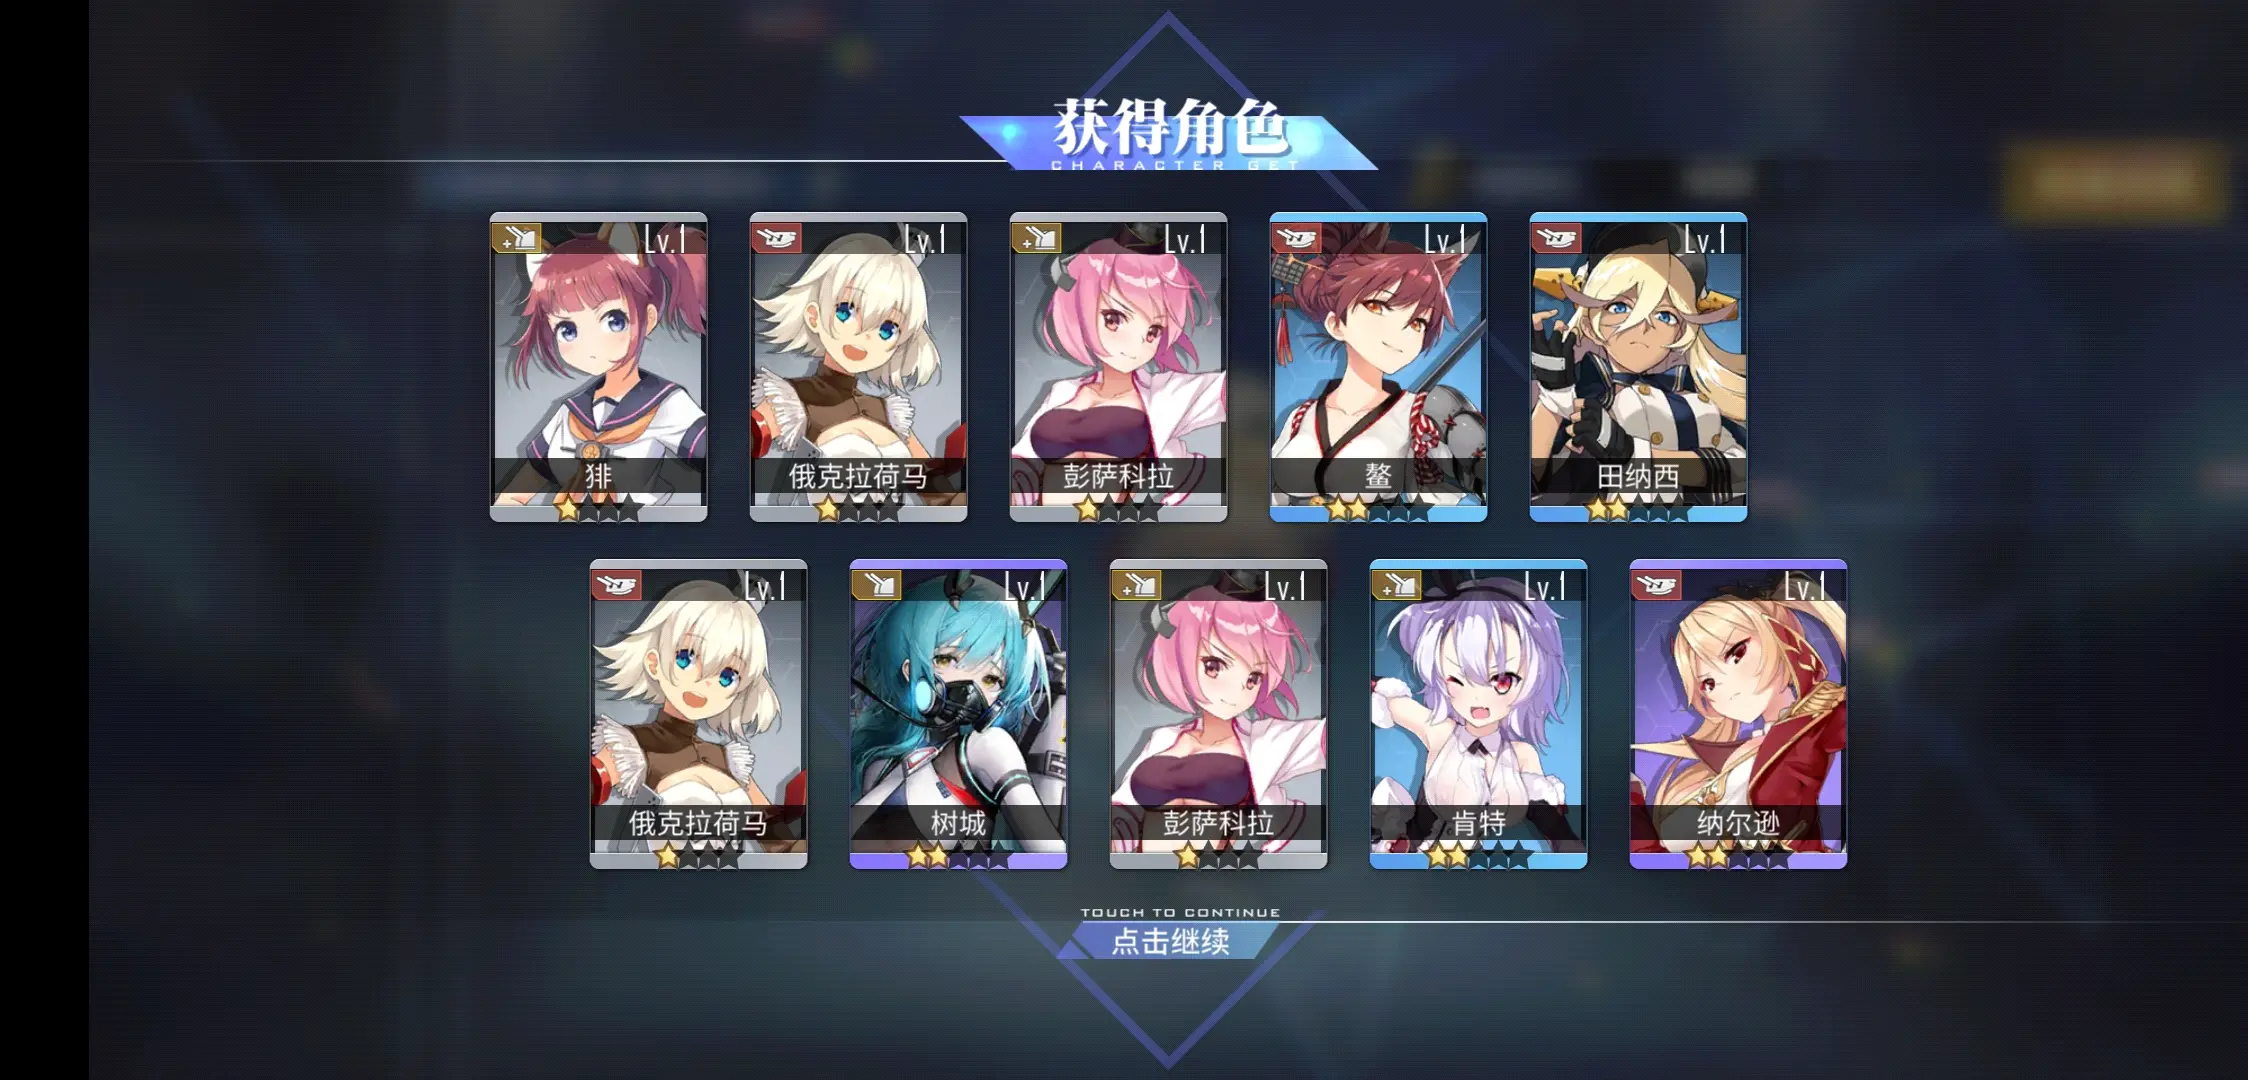 获得角色
CHARACTER GET
Lv.1
Lv.1
Lv.1
Lv.1
Lv.1
猅
俄克拉荷马
彭萨科拉
鳌
田纳西
Lv.1
Lv.1
Lv.1
Lv.1
Lv.1
俄克拉荷马
树城
彭萨科拉
肯特
纳尔逊
TOUCH TO CONTINUE
点击继续